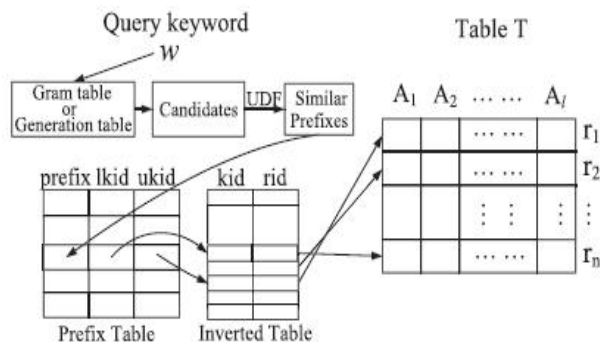 Query keyword
w
Gram table
or
Generation table
Candidates
UDF
Similar
Prefixes
prefix lkid ukid
Prefix Table
kid rid
Inverted Table
Table T
A1 A2 ... ... Al
... ... r1
... ... r2
⋮ ⋮ ⋮ ⋮
... ... rn